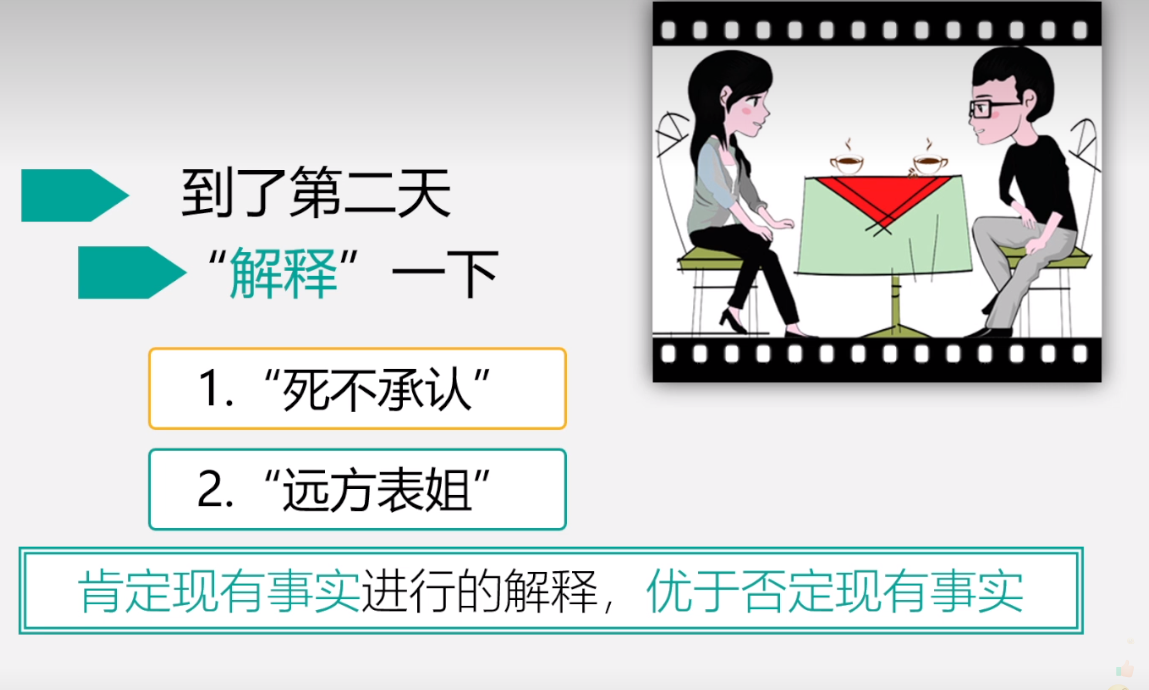 到了第二天
“解释”一下
1.“死不承认”
2.“远方表姐”
肯定现有事实进行的解释，优于否定现有事实